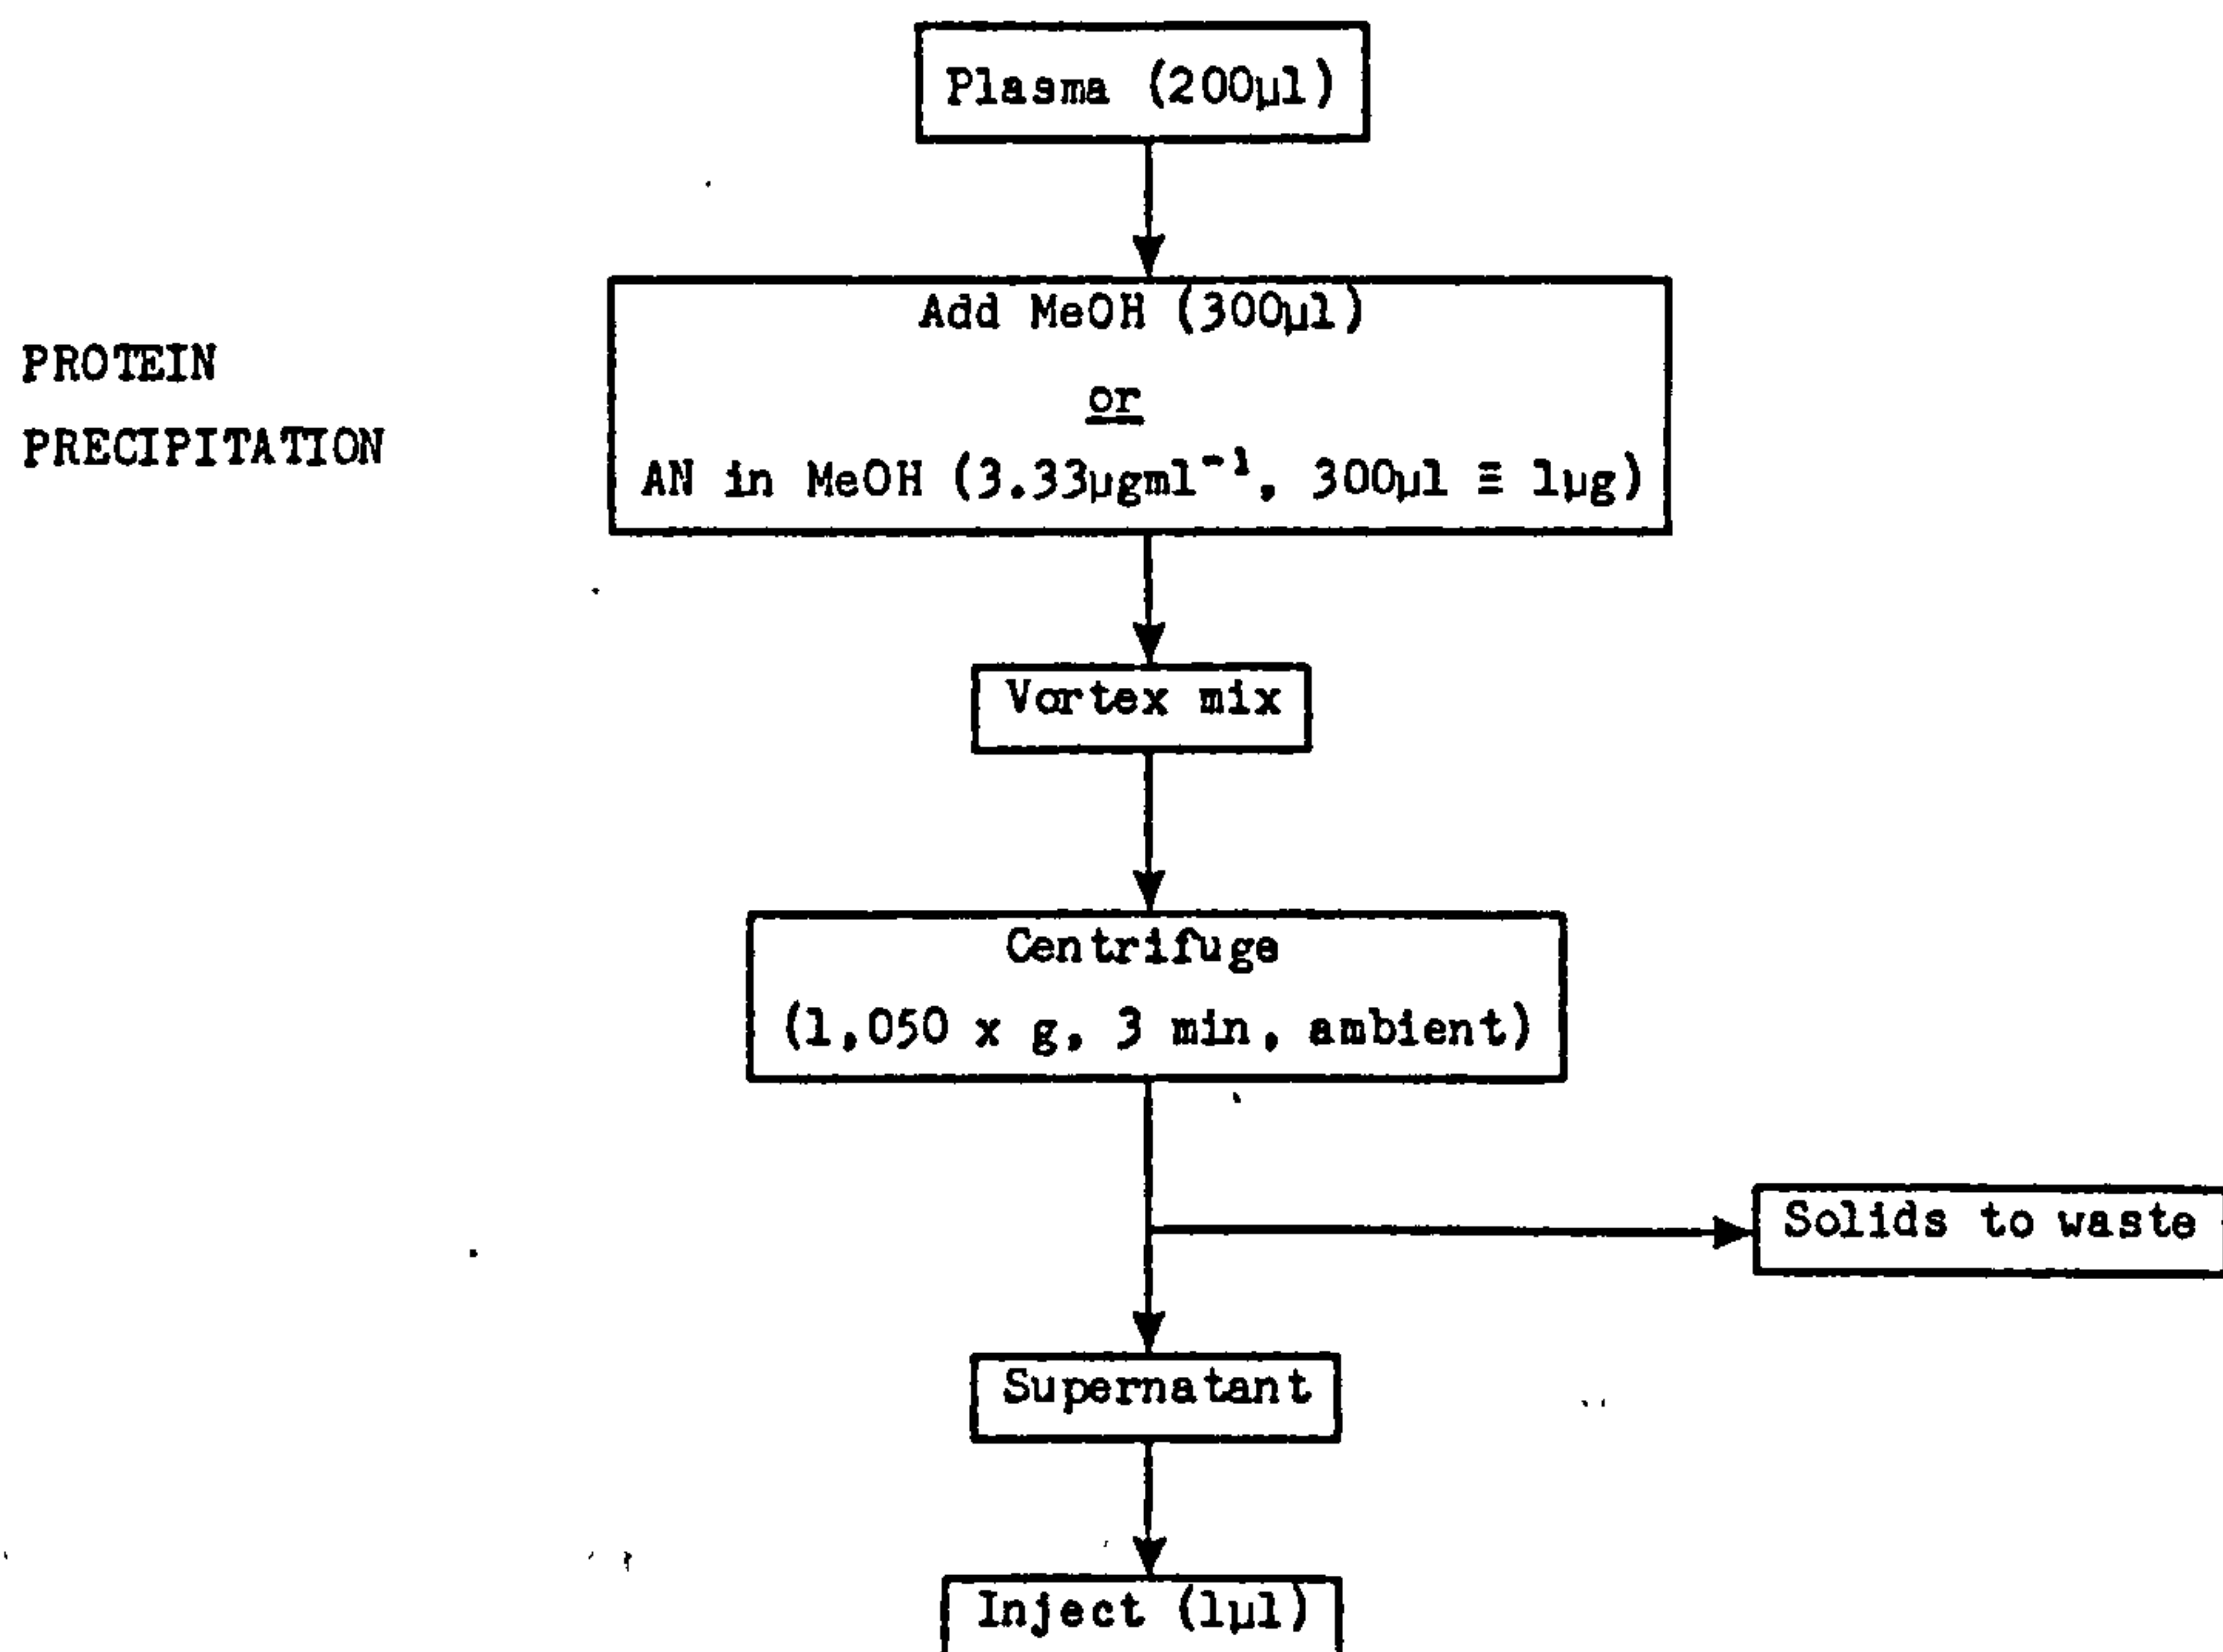 Plasma (200µl)
PROTEIN
PRECIPITATION
Add MeOH (300µl)
or
AN in MeOH (3.33µgml⁻¹, 300µl ≡ 1µg)
Vortex mix
Centrifuge
(1,050 x g, 3 min, ambient)
Solids to waste
Supernatant
Inject (1µl)